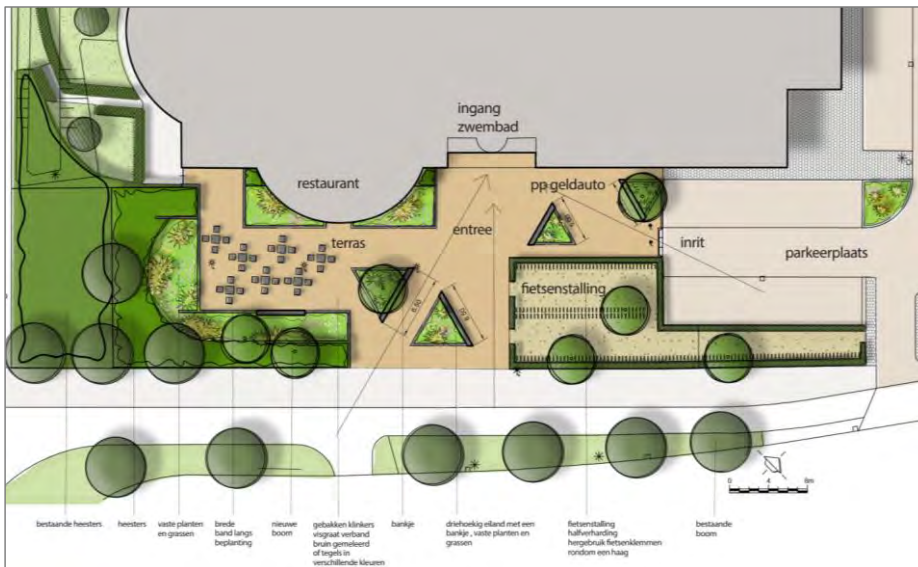 ingang
zwembad
restaurant
pp geldauto
terras
entree
inrit
parkeerplaats
fietsenstalling
6.50
0 4 8m
bestaande heesters
heesters
vaste planten
en grassen
brede
band langs
beplanting
nieuwe
boom
gebakken klinkers
visgraat verband
bruin gemeleerd
of tegels in
verschillende kleuren
bankje
driehoekig eiland met een
bankje , vaste planten en
grassen
fietsenstalling
halfverharding
hergebruik fietsenklemmen
rondom een haag
bestaande
boom